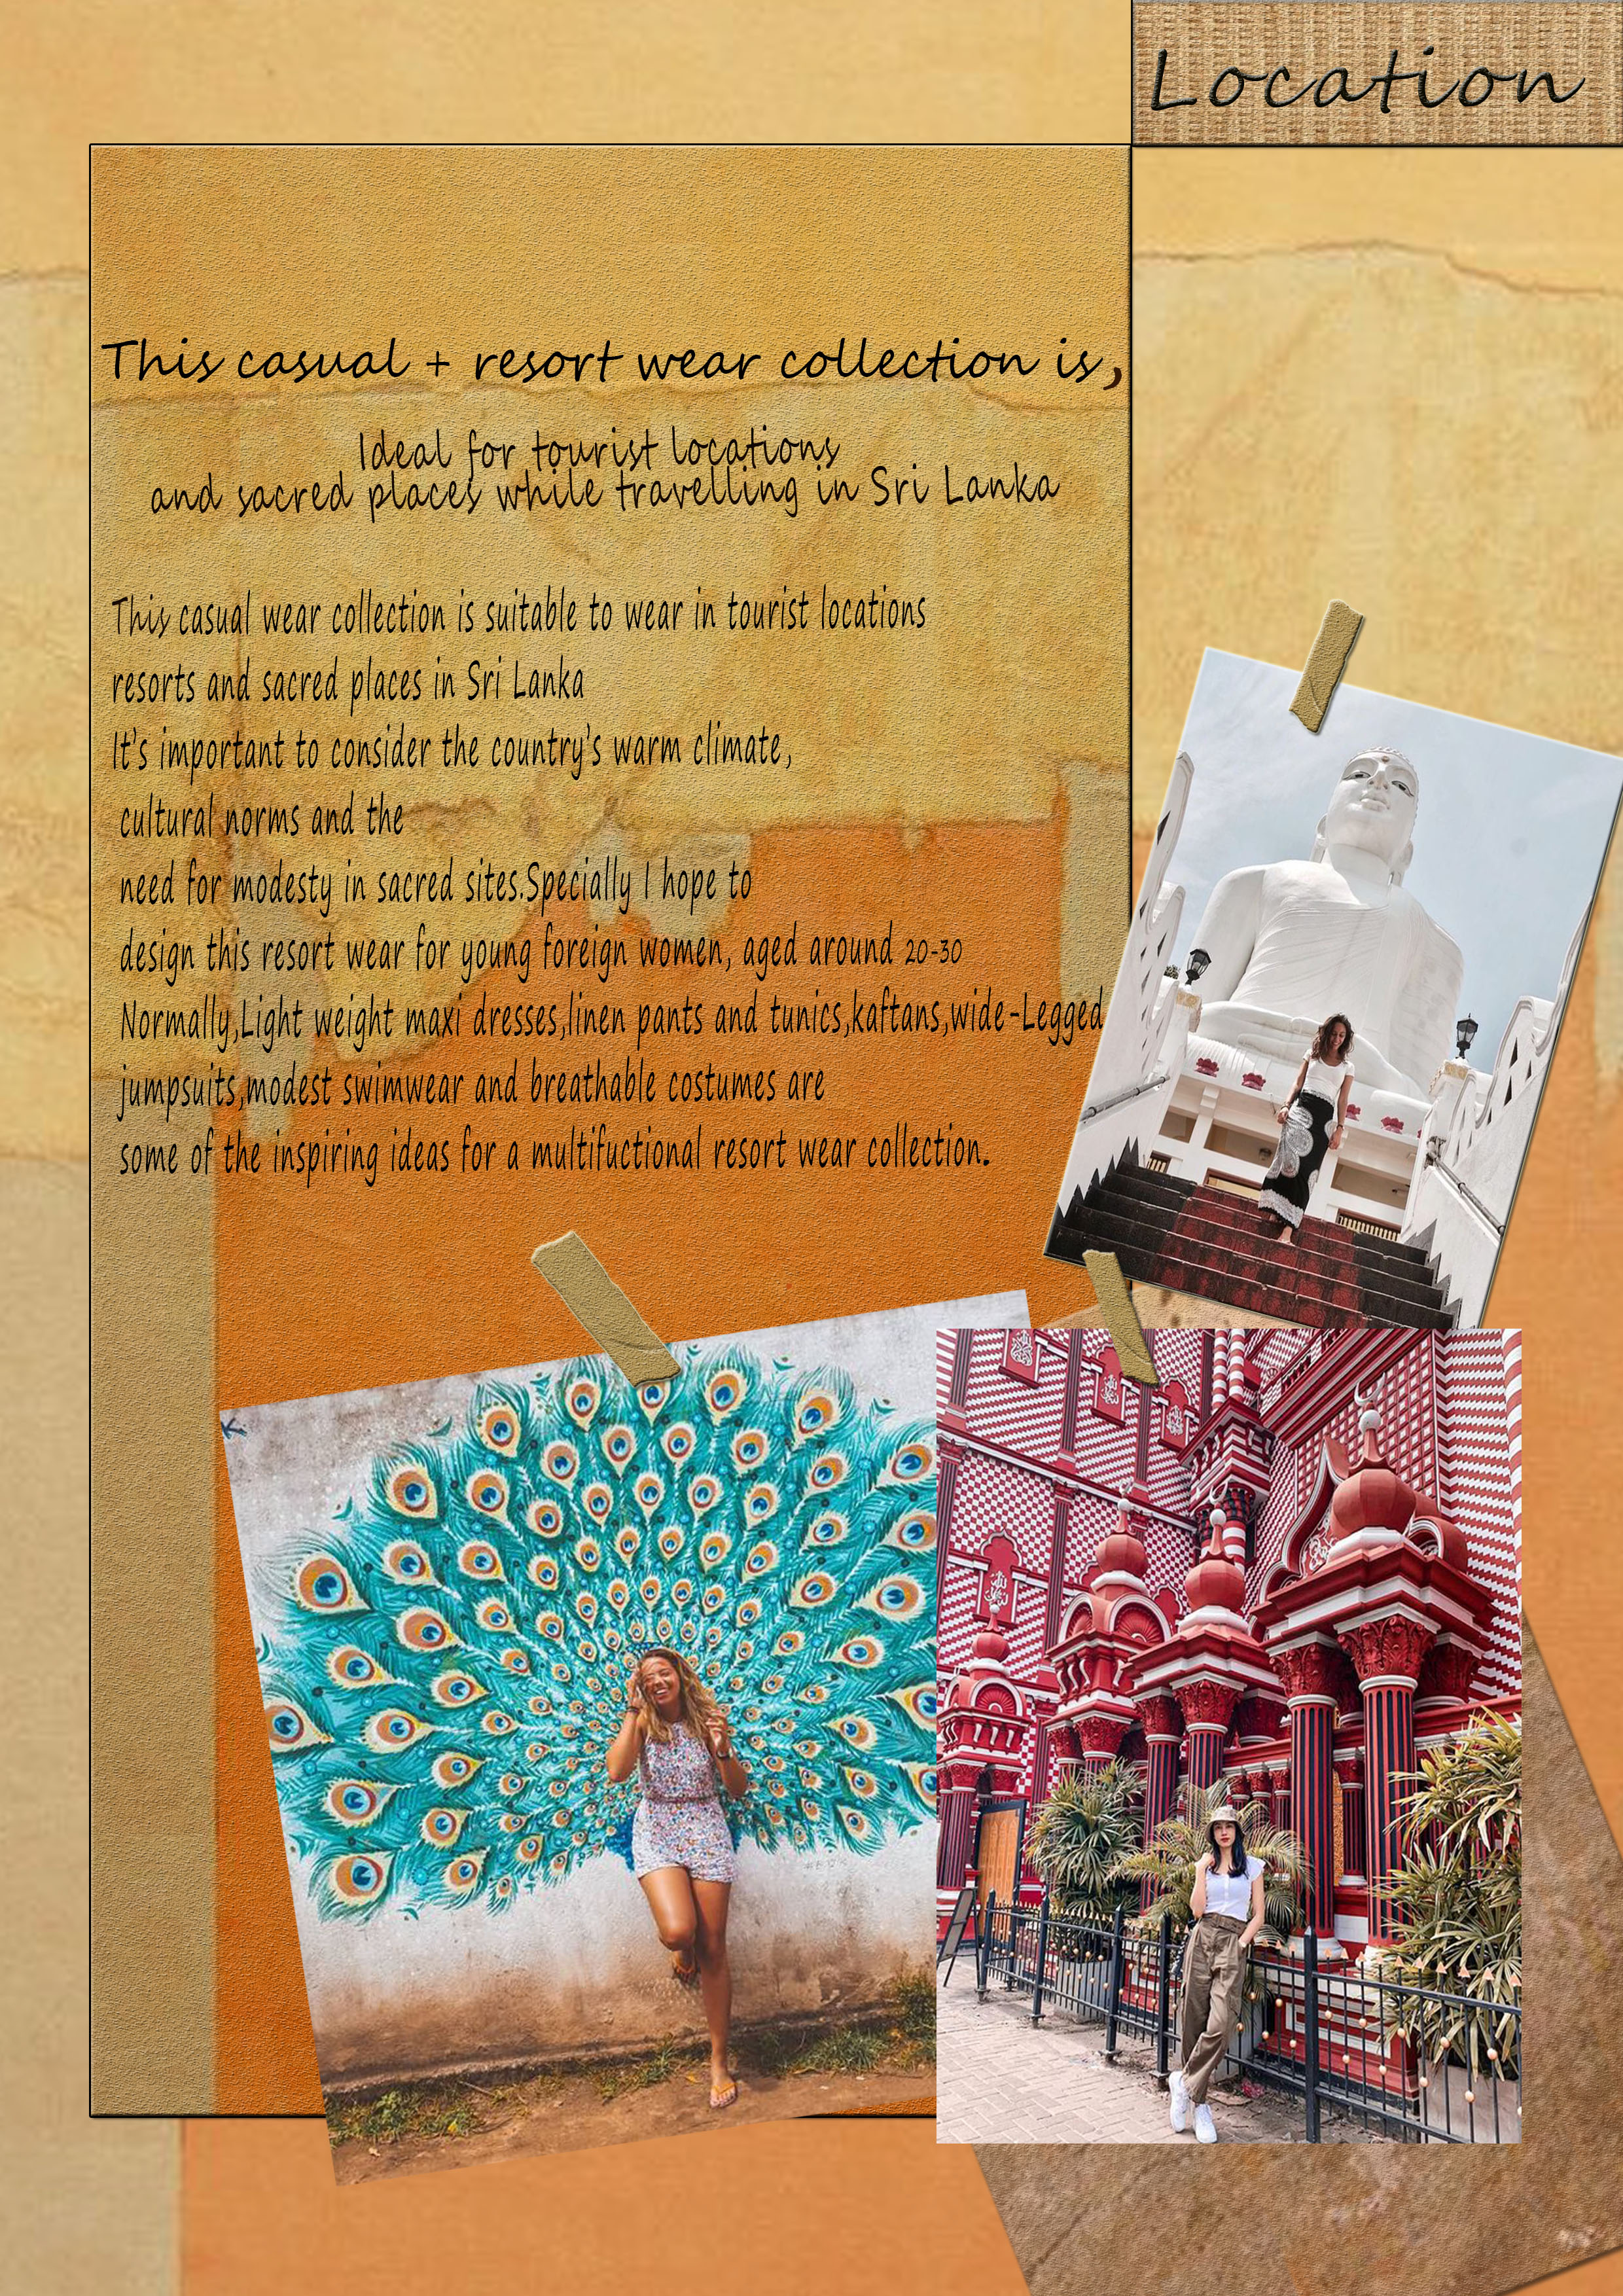 Location
This casual + resort wear collection is,
Ideal for tourist locations
and sacred places while travelling in Sri Lanka
This casual wear collection is suitable to wear in tourist locations
resorts and sacred places in Sri Lanka
It's important to consider the country's warm climate,
cultural norms and the
need for modesty in sacred sites.Specially I hope to
design this resort wear for young foreign women, aged around 20-30
Normally,Light weight maxi dresses,linen pants and tunics,kaftans,wide-Legged
jumpsuits,modest swimwear and breathable costumes are
some of the inspiring ideas for a multifuctional resort wear collection.